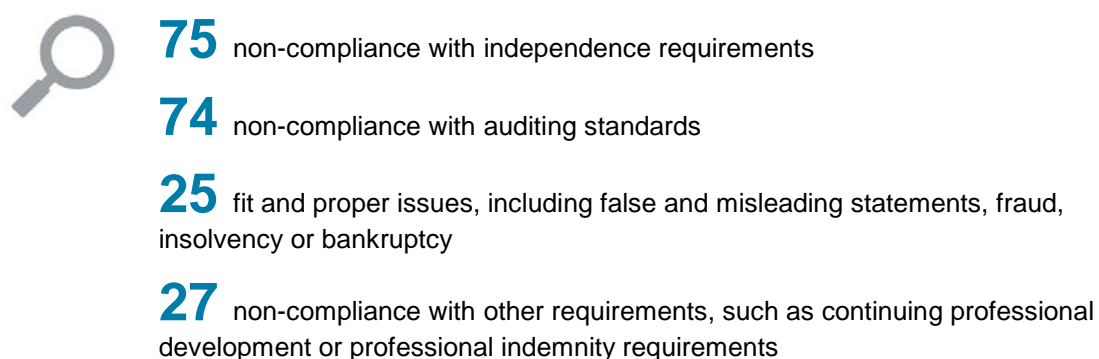 75 non-compliance with independence requirements
74 non-compliance with auditing standards
25 fit and proper issues, including false and misleading statements, fraud,
insolvency or bankruptcy
27 non-compliance with other requirements, such as continuing professional
development or professional indemnity requirements